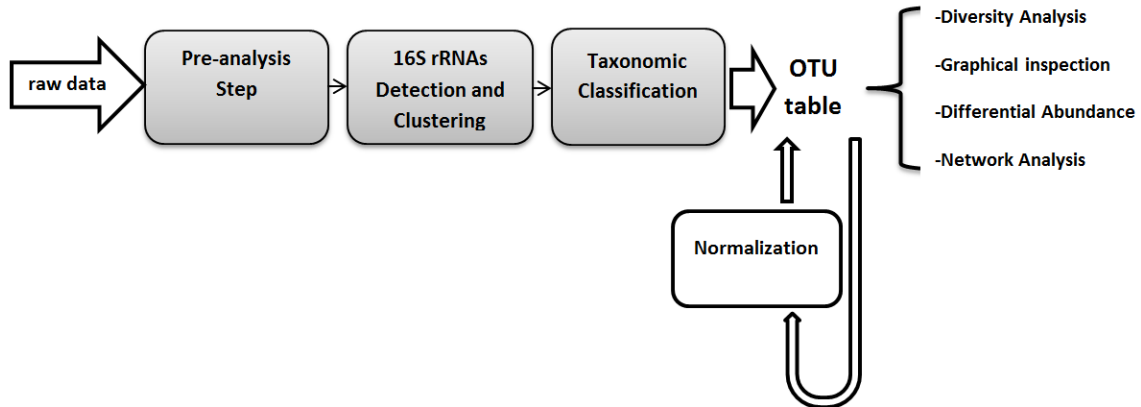 raw data
Pre-analysis
Step
16S rRNAs
Detection and
Clustering
Taxonomic
Classification
OTU
table
-Diversity Analysis
-Graphical inspection
-Differential Abundance
-Network Analysis
Normalization